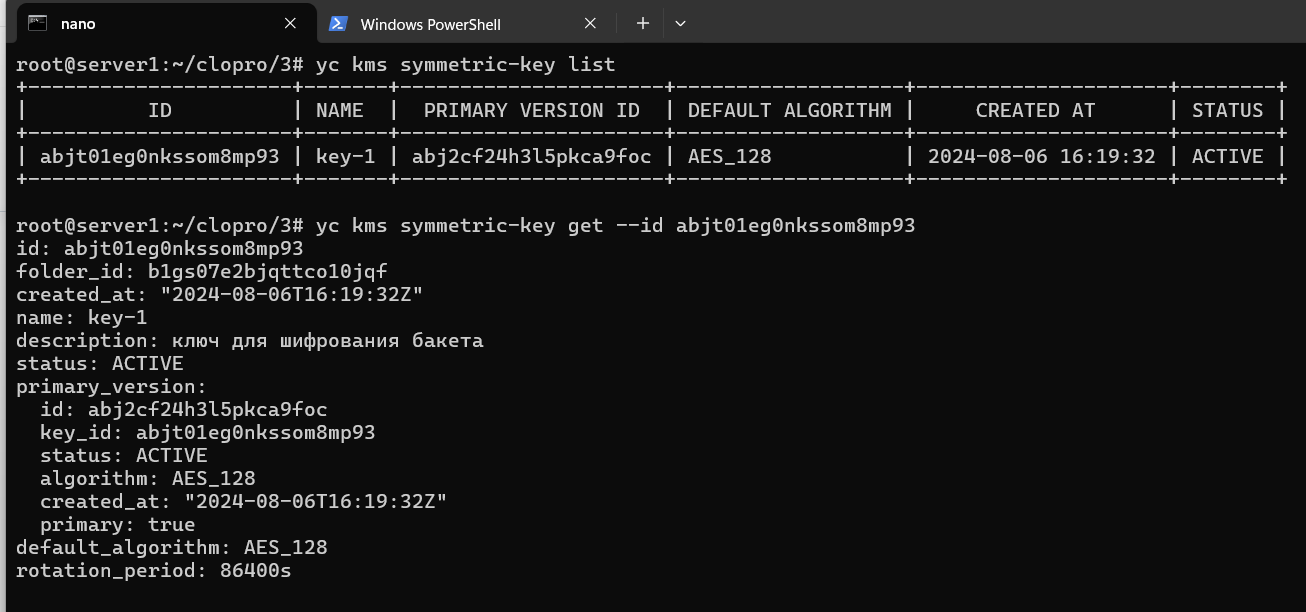 nano
Windows PowerShell
root@server1:~/clopro/3# yc kms symmetric-key list
+----------------------+-------+----------------------+-------------------+---------------------+--------+
|          ID          | NAME  |  PRIMARY VERSION ID  | DEFAULT ALGORITHM |     CREATED AT      | STATUS |
+----------------------+-------+----------------------+-------------------+---------------------+--------+
| abjt01eg0nkssom8mp93 | key-1 | abj2cf24h3l5pkca9foc | AES_128           | 2024-08-06 16:19:32 | ACTIVE |
+----------------------+-------+----------------------+-------------------+---------------------+--------+
root@server1:~/clopro/3# yc kms symmetric-key get --id abjt01eg0nkssom8mp93
id: abjt01eg0nkssom8mp93
folder_id: b1gs07e2bjqttco10jqf
created_at: "2024-08-06T16:19:32Z"
name: key-1
description: ключ для шифрования бакета
status: ACTIVE
primary_version:
  id: abj2cf24h3l5pkca9foc
  key_id: abjt01eg0nkssom8mp93
  status: ACTIVE
  algorithm: AES_128
  created_at: "2024-08-06T16:19:32Z"
  primary: true
default_algorithm: AES_128
rotation_period: 86400s